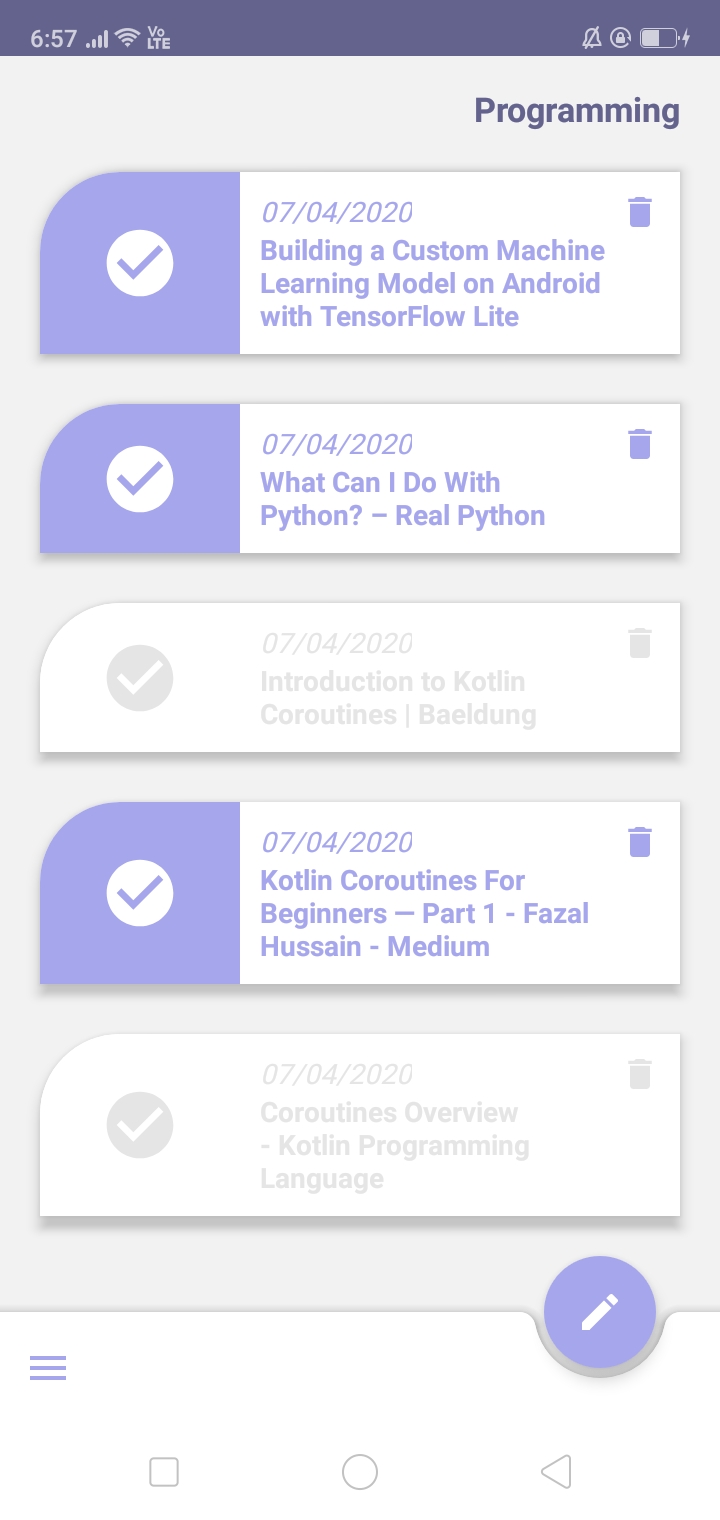 6:57 Vo LTE
Programming
07/04/2020
Building a Custom Machine
Learning Model on Android
with TensorFlow Lite
07/04/2020
What Can I Do With
Python? – Real Python
07/04/2020
Introduction to Kotlin
Coroutines | Baeldung
07/04/2020
Kotlin Coroutines For
Beginners — Part 1 - Fazal
Hussain - Medium
07/04/2020
Coroutines Overview
- Kotlin Programming
Language